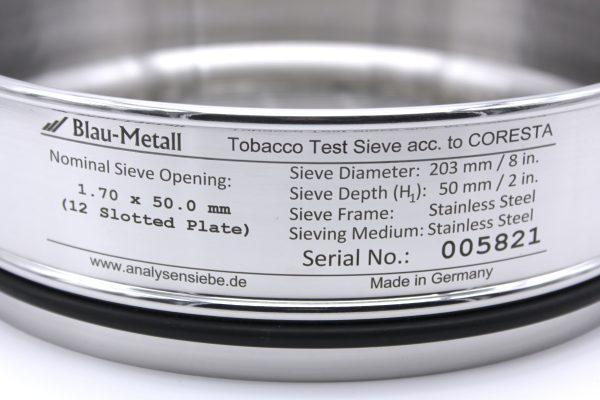 Blau-Metall
Tobacco Test Sieve acc. to CORESTA
Nominal Sieve Opening:
1.70 x 50.0 mm
(12 Slotted Plate)
Sieve Diameter: 203 mm / 8 in.
Sieve Depth (H1): 50 mm / 2 in.
Sieve Frame: Stainless Steel
Sieving Medium: Stainless Steel
Serial No.: 005821
www.analysensiebe.de
Made in Germany